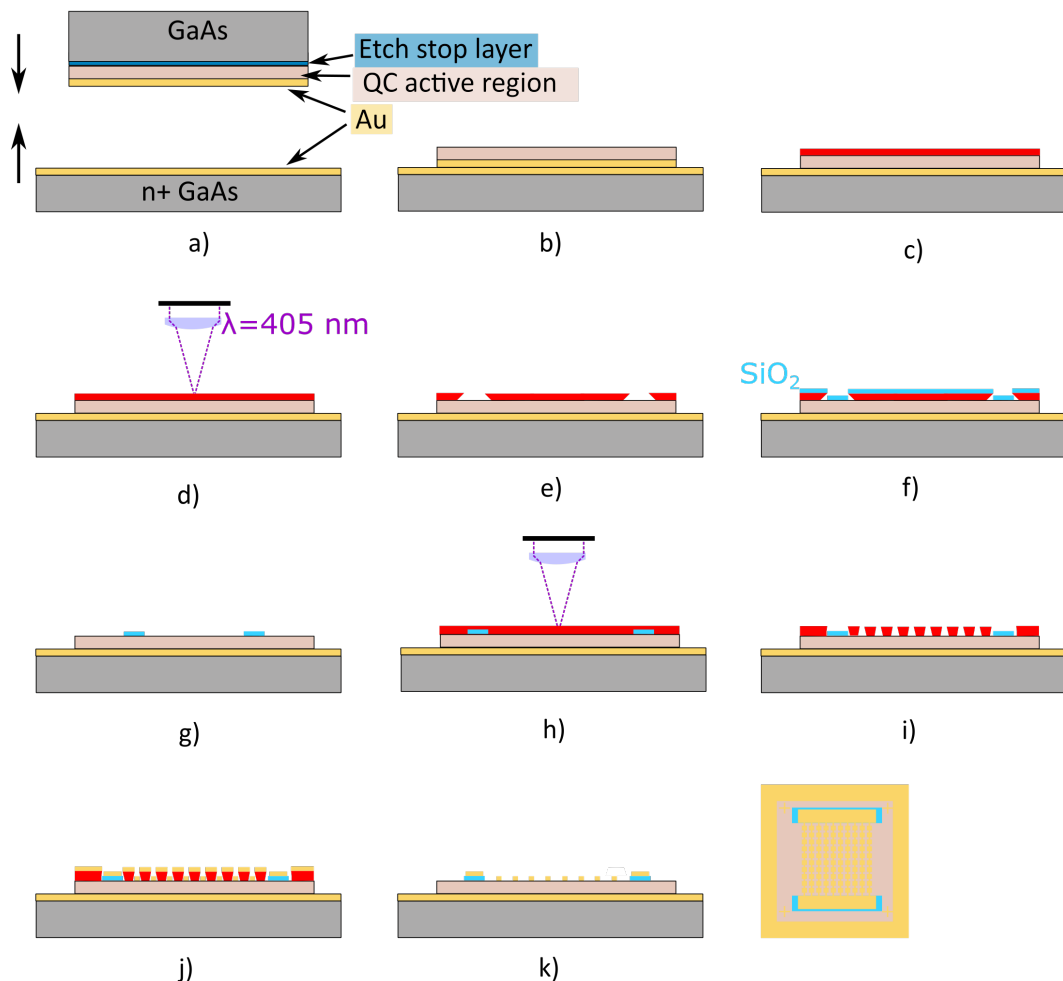 GaAs
Etch stop layer
QC active region
Au
n+ GaAs
a)
b)
c)
λ=405 nm
SiO₂
d)
e)
f)
g)
h)
i)
j)
k)